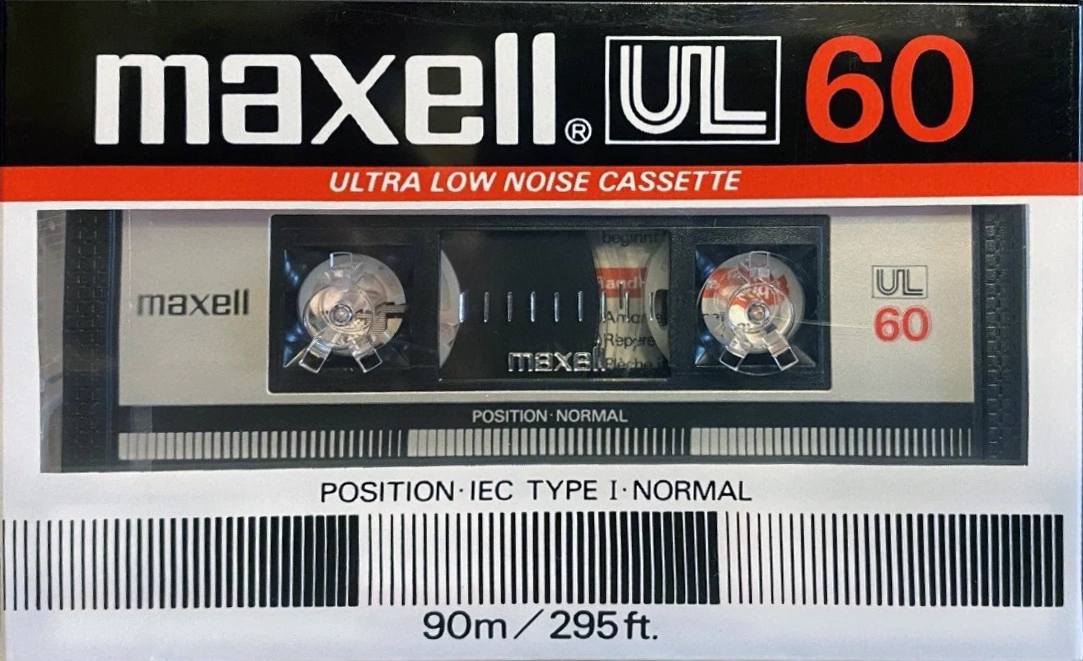 maxell® UL 60
ULTRA LOW NOISE CASSETTE
maxell
UL
60
maxell
POSITION·NORMAL
POSITION·IEC TYPE I·NORMAL
90m/295ft.